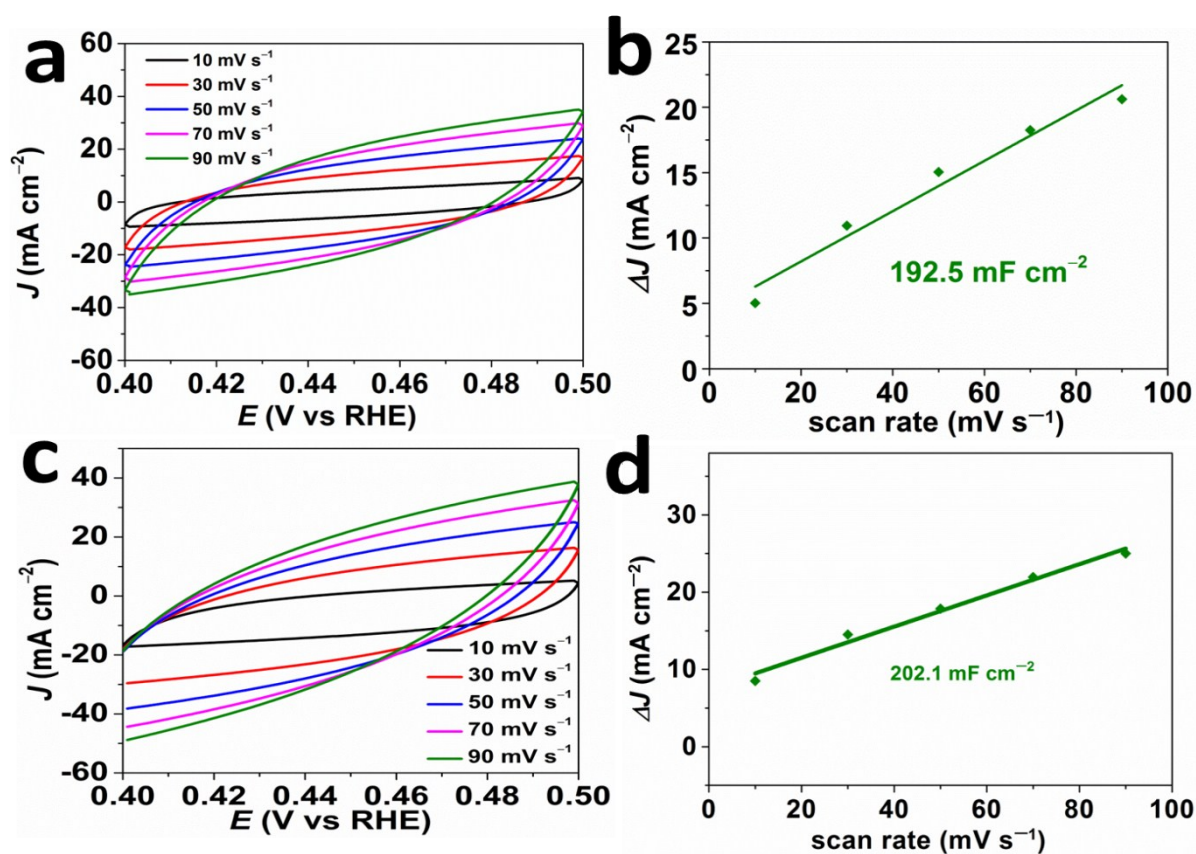 a
60
40
20
0
-20
-40
-60
J (mA cm⁻²)
10 mV s⁻¹
30 mV s⁻¹
50 mV s⁻¹
70 mV s⁻¹
90 mV s⁻¹
0.40 0.42 0.44 0.46 0.48 0.50
E (V vs RHE)
b
25
20
15
10
5
0
ΔJ (mA cm⁻²)
192.5 mF cm⁻²
0 20 40 60 80 100
scan rate (mV s⁻¹)
c
40
20
0
-20
-40
-60
J (mA cm⁻²)
10 mV s⁻¹
30 mV s⁻¹
50 mV s⁻¹
70 mV s⁻¹
90 mV s⁻¹
0.40 0.42 0.44 0.46 0.48 0.50
E (V vs RHE)
d
30
20
10
0
ΔJ (mA cm⁻²)
202.1 mF cm⁻²
0 20 40 60 80 100
scan rate (mV s⁻¹)